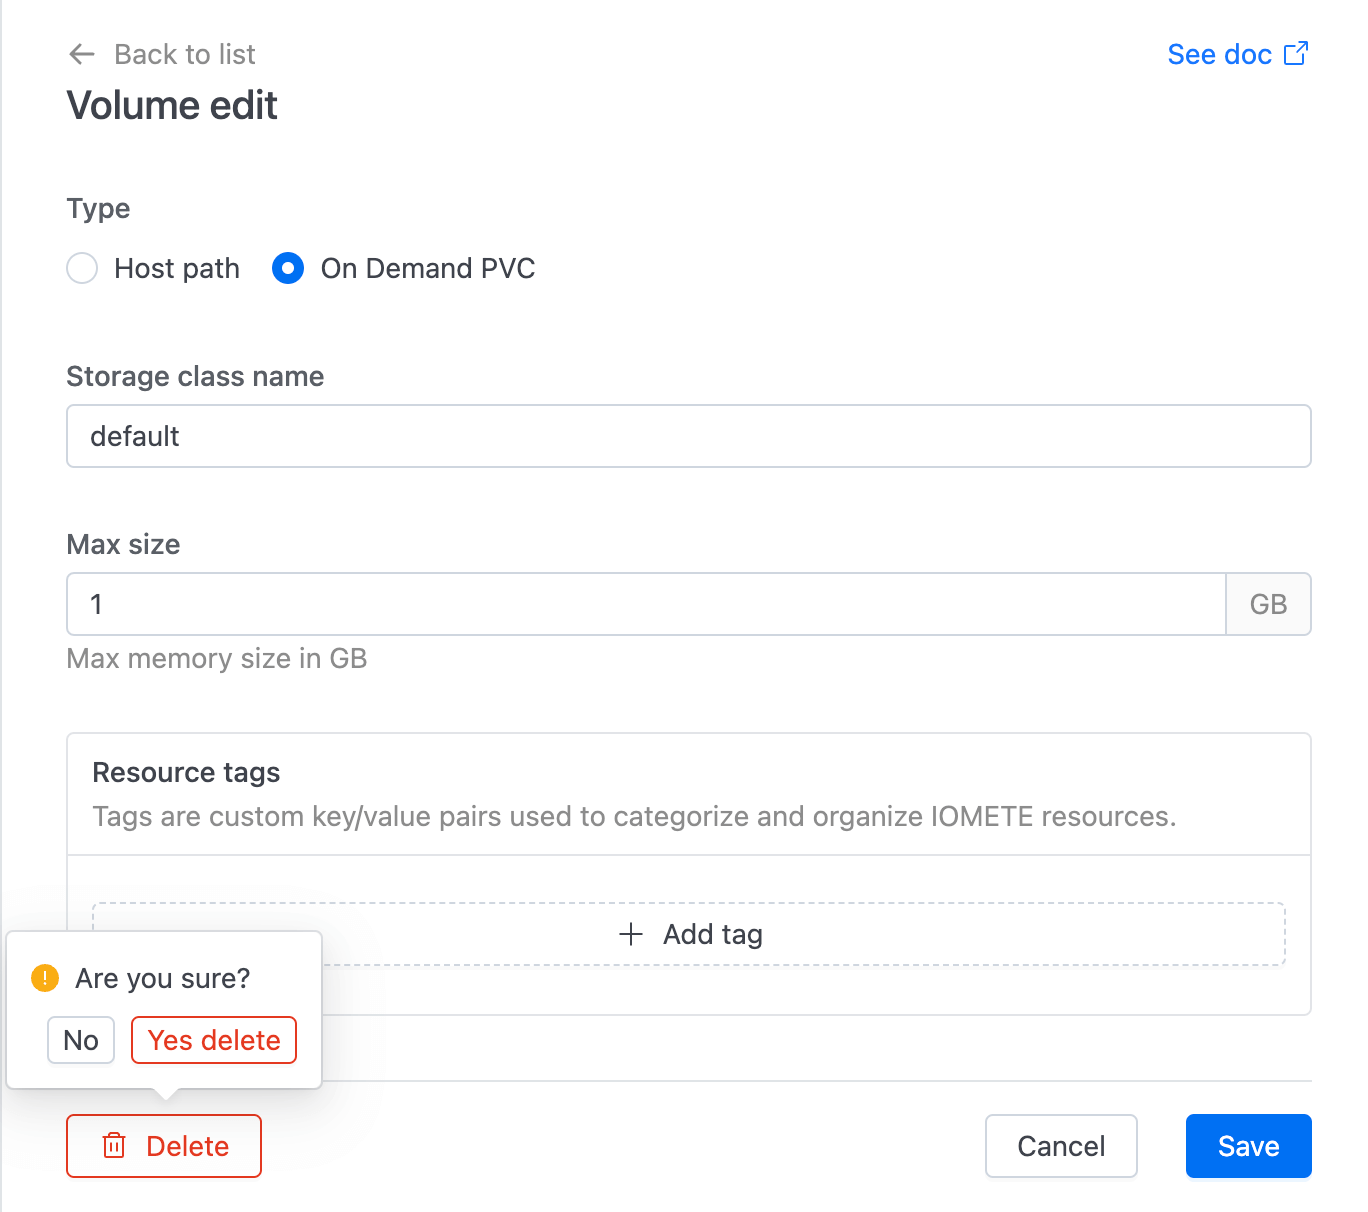 Back to list
See doc
Volume edit
Type
Host path
On Demand PVC
Storage class name
default
Max size
1
GB
Max memory size in GB
Resource tags
Tags are custom key/value pairs used to categorize and organize IOMETE resources.
Add tag
Are you sure?
No
Yes delete
Delete
Cancel
Save